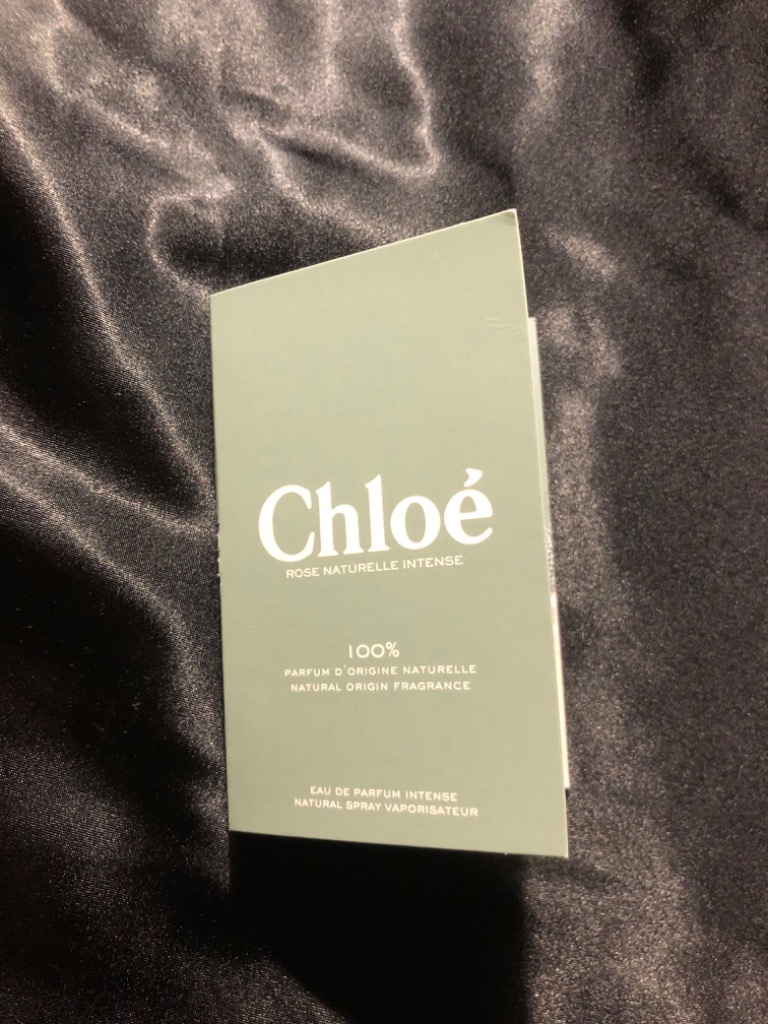 Chloé
ROSE NATURELLE INTENSE
100%
PARFUM D'ORIGINE NATURELLE
NATURAL ORIGIN FRAGRANCE
EAU DE PARFUM INTENSE
NATURAL SPRAY VAPORISATEUR